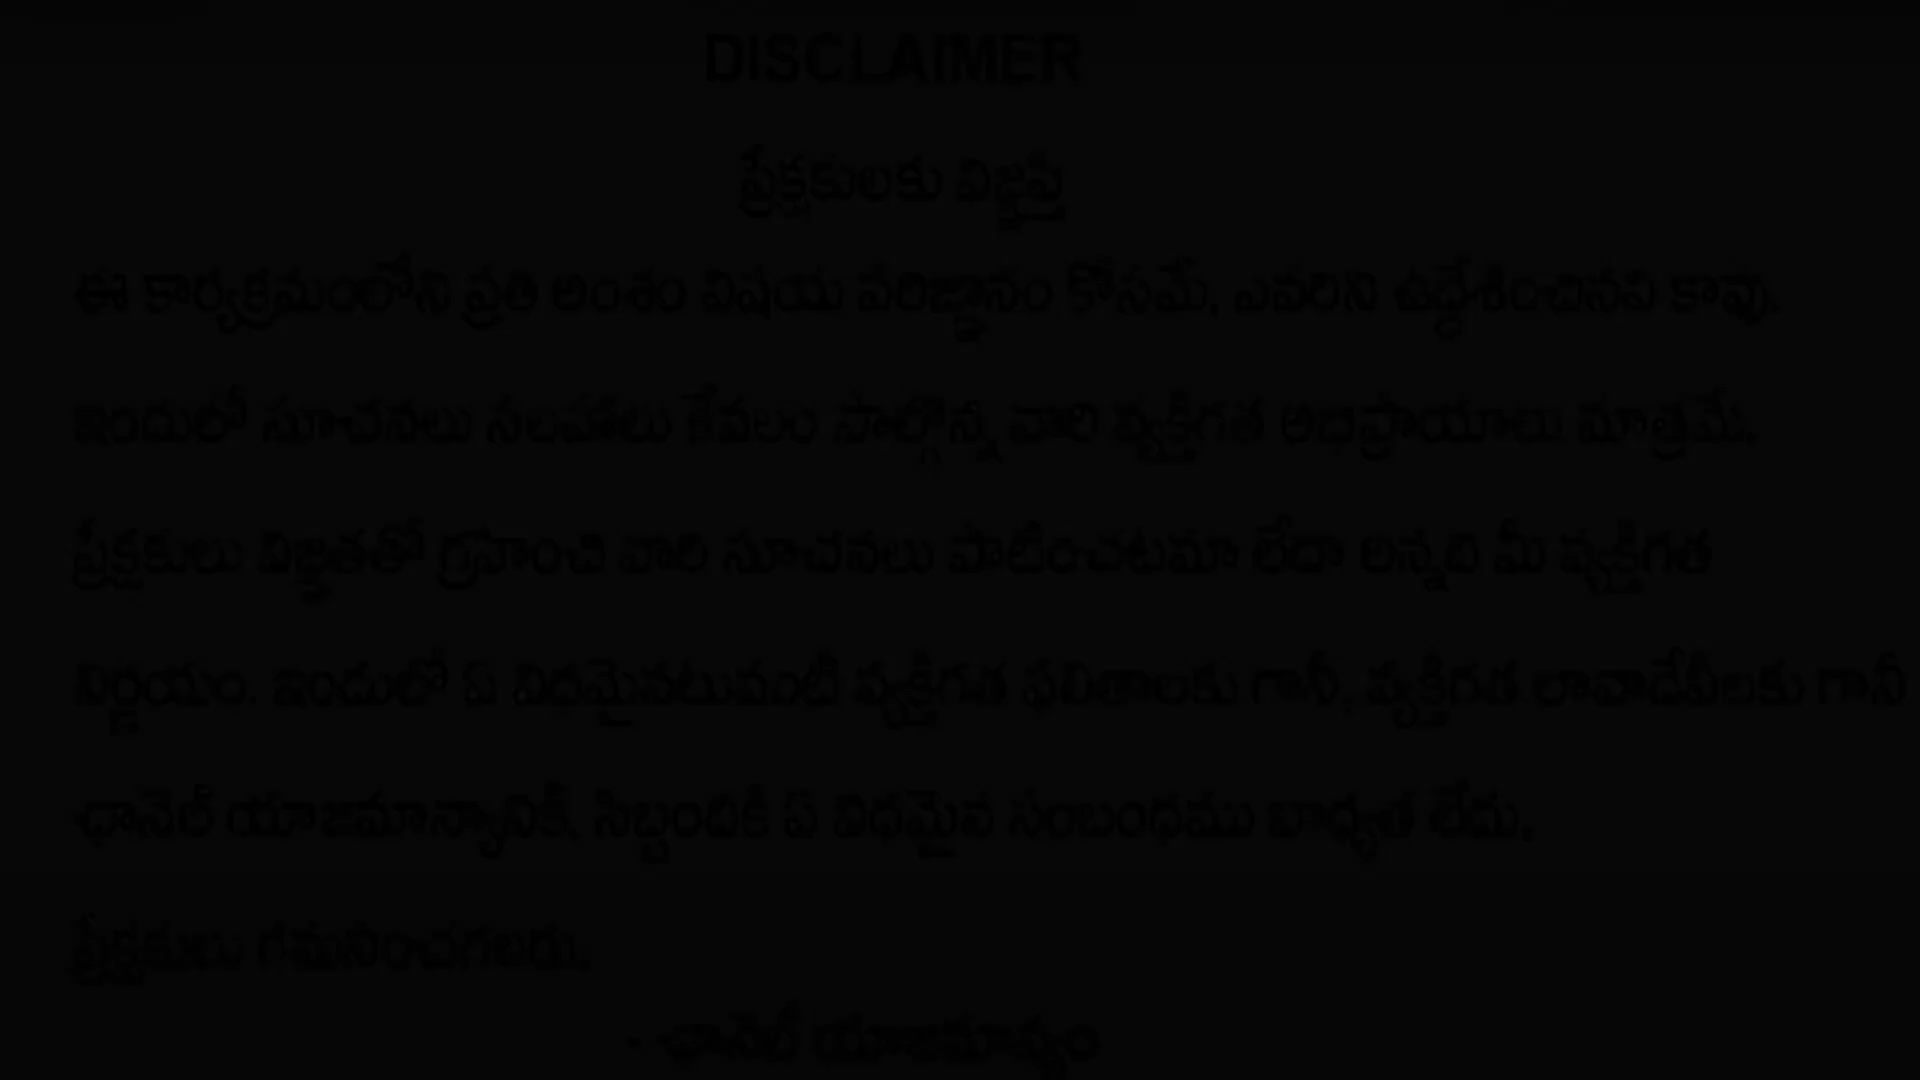 DISCLAIMER
ప్రేక్షకులకు విజ్ఞప్తి
ఈ కార్యక్రమంలోని ప్రతి అంశం విషయ పరిజ్ఞానం కోసమే, ఎవరిని ఉద్దేశించినవి కావు.
ఇందులో సూచనలు సలహాలు కేవలం పాల్గొన్న వారి వ్యక్తిగత అభిప్రాయాలు మాత్రమే.
ప్రేక్షకులు విజ్ఞతతో గ్రహించి వారి సూచనలు పాటించటమా లేదా అన్నది మీ వ్యక్తిగత
నిర్ణయం. ఇందులో ఏ విధమైనటువంటి వ్యక్తిగత ఫలితాలకు గానీ, వ్యక్తిగత లావాదేవీలకు గానీ
ఛానెల్ యాజమాన్యానికీ, సిబ్బందికీ ఏ విధమైన సంబంధము బాధ్యత లేదు,
ప్రేక్షకులు గమనించగలరు.
- ఛానెల్ యాజమాన్యం